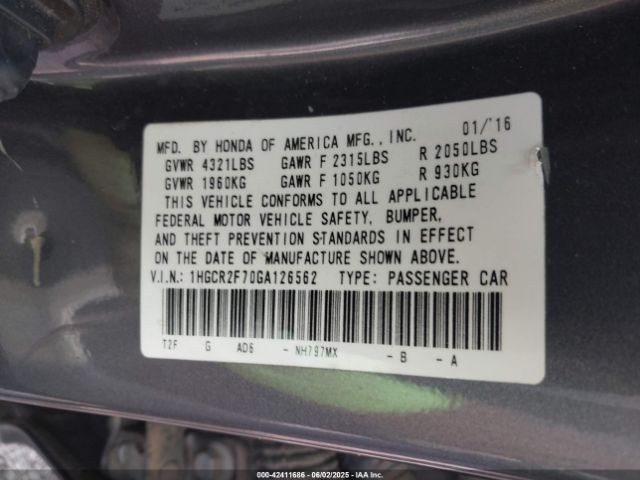 MFD. BY HONDA OF AMERICA MFG., INC. 01/'16
GVWR 4321LBS GAWR F 2315LBS R 2050LBS
GVWR 1960KG GAWR F 1050KG R 930KG
THIS VEHICLE CONFORMS TO ALL APPLICABLE
FEDERAL MOTOR VEHICLE SAFETY, BUMPER,
AND THEFT PREVENTION STANDARDS IN EFFECT
ON THE DATE OF MANUFACTURE SHOWN ABOVE.
V.I.N.: 1HGCR2F70GA126562 TYPE: PASSENGER CAR
T2F G AD6 - NH797MX - B - A
000-42411686 - 06/02/2025 - IAA Inc.